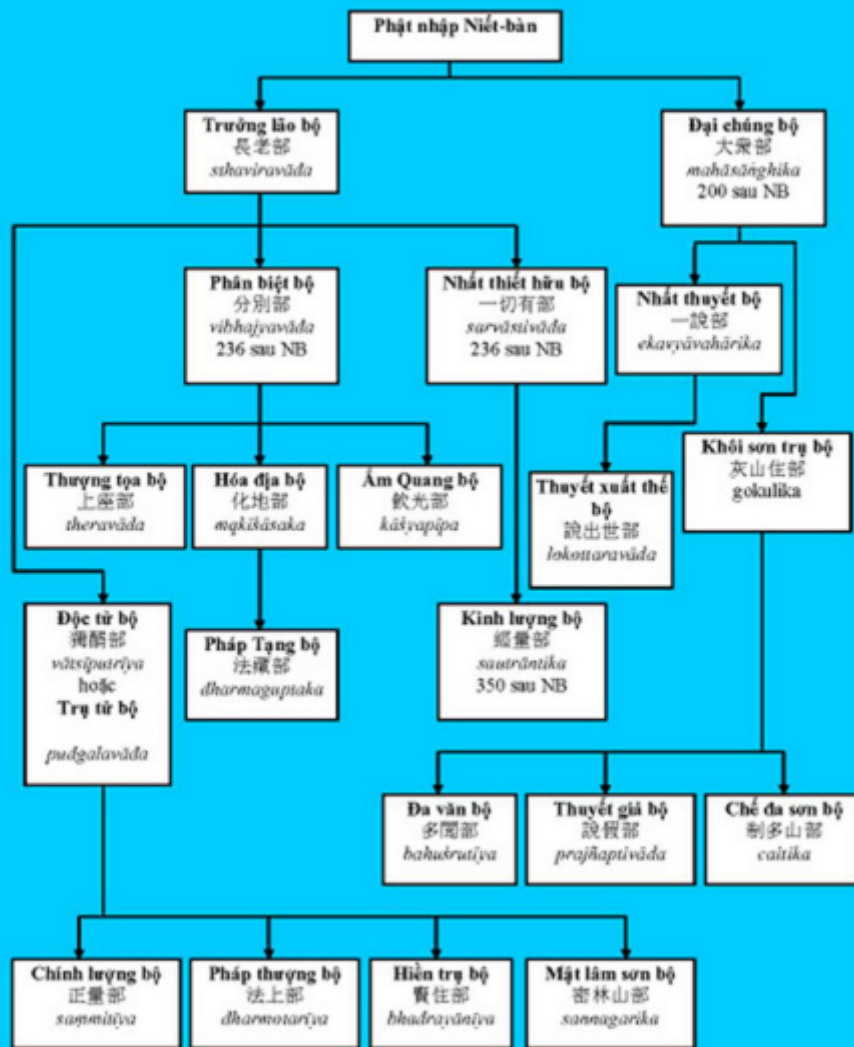 Phật nhập Niết-bàn
Trưởng lão bộ
長老部
sthaviravāda
Đại chúng bộ
大衆部
mahāsāṅghika
200 sau NB
Phân biệt bộ
分別部
vibhajyavāda
236 sau NB
Nhất thiết hữu bộ
一切有部
sarvāstivāda
236 sau NB
Nhất thuyết bộ
一說部
ekavyāvahārika
Khôi sơn trụ bộ
灰山住部
gokulika
Thượng tọa bộ
上座部
theravāda
Hóa địa bộ
化地部
mqkīśāsaka
Ẩm Quang bộ
飲光部
kāśyapīpa
Thuyết xuất thế
bộ
說出世部
lokottaravāda
Độc tử bộ
犢部
vātsīputrīya
hoặc
Trụ tử bộ
pudgalavāda
Pháp Tạng bộ
法藏部
dharmaguptaka
Kinh lượng bộ
經量部
sautrāntika
350 sau NB
Đa văn bộ
多聞部
bahuśrutīya
Thuyết giả bộ
說假部
prajñaptivāda
Chế đa sơn bộ
制多山部
caitika
Chính lượng bộ
正量部
saṃmitīya
Pháp thượng bộ
法上部
dharmotarīya
Hiền trụ bộ
賢住部
bhadrayānīya
Mật lâm sơn bộ
密林山部
sannagarika